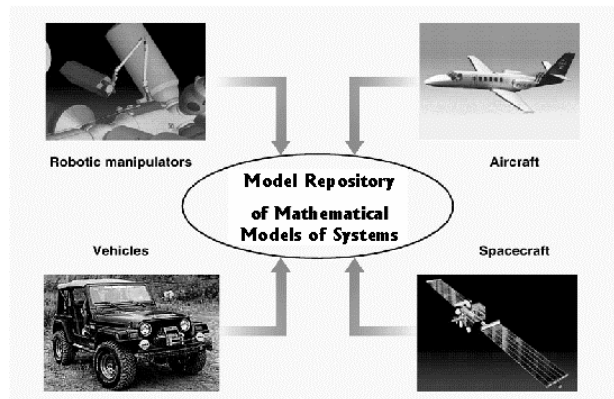 Robotic manipulators
Aircraft
Model Repository
of Mathematical
Models of Systems
Vehicles
Spacecraft